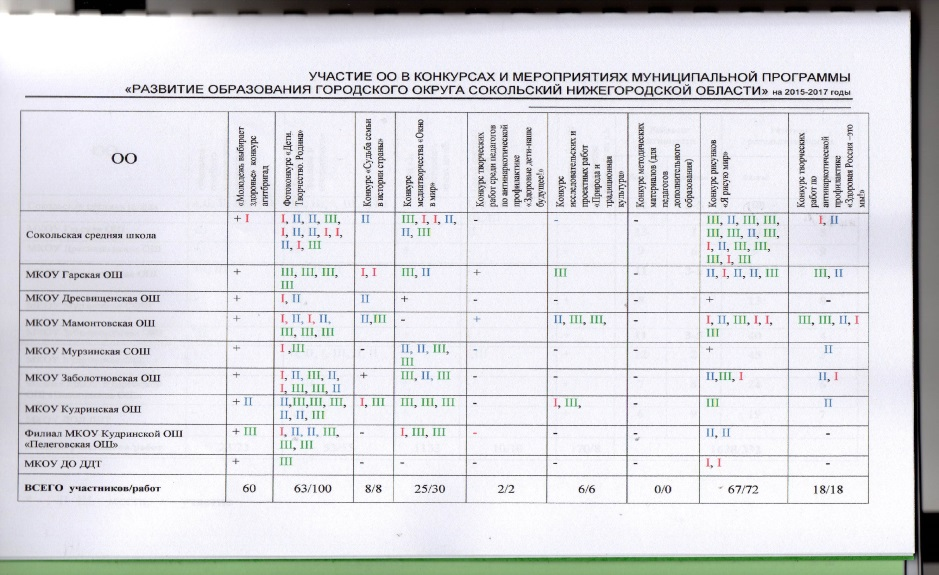 УЧАСТИЕ ОО В КОНКУРСАХ И МЕРОПРИЯТИЯХ МУНИЦИПАЛЬНОЙ ПРОГРАММЫ
«РАЗВИТИЕ ОБРАЗОВАНИЯ ГОРОДСКОГО ОКРУГА СОКОЛЬСКИЙ НИЖЕГОРОДСКОЙ ОБЛАСТИ» на 2015-2017 годы
ОО
«Молодежь выбирает
здоровье» конкурс
агитбригад
Фотоконкурс «Дети.
Творчество. Родина»
Конкурс «Судьба семьи
в истории страны»
Конкурс
медиатворчества «Окно
в мир»
Конкурс творческих
работ среди педагогов
по антинаркотической
профилактике
«Здоровые дети-наше
будущее!»
Конкурс
исследовательских и
проектных работ
«Природа и
традиционная
культура»
Конкурс методических
материалов (для
педагогов
дополнительного
образования)
Конкурс рисунков
«Я рисую мир»
Конкурс творческих
работ по
антинаркотической
профилактике
«Здоровая Россия – это
мы!»
Сокольская средняя школа
+ I
I, II, II, III,
I, II, II, I, I
II, I, III
II
III, I, I, II,
II, III
-
-
-
III, II, III, III,
III, III, II, III,
I, II, III, III,
III, I, III
I, II
МКОУ Гарская ОШ
+
III, III, III,
III
I, I
III, II
+
III
-
II, I, II, II, III
III, II
МКОУ Дресвищенская ОШ
+
I, II
II
+
-
-
-
+
-
МКОУ Мамонтовская ОШ
+
I, II, I, II,
III, III, III
II,III
-
+
II, III, III,
-
I, II, III, I, I,
III
III, III, II, I
МКОУ Мурзинская СОШ
+
I ,III
-
II, II, III,
III
-
-
-
+
II
МКОУ Заболотновская ОШ
+
I, II, III, II,
I, III, III, II
+
III, II, III
-
-
-
II,III, I
II, I
МКОУ Кудринская ОШ
+ II
II,III,III, III,
II, II, III
I, III
III, III, III
-
I, III,
-
III
II
Филиал МКОУ Кудринской ОШ
«Пелеговская ОШ»
+ III
I, II, II, III,
III, III
-
I, III, III
-
-
-
II, II
-
МКОУ ДО ДДТ
+
III
-
-
-
-
-
I, I
-
ВСЕГО участников/работ
60
63/100
8/8
25/30
2/2
6/6
0/0
67/72
18/18